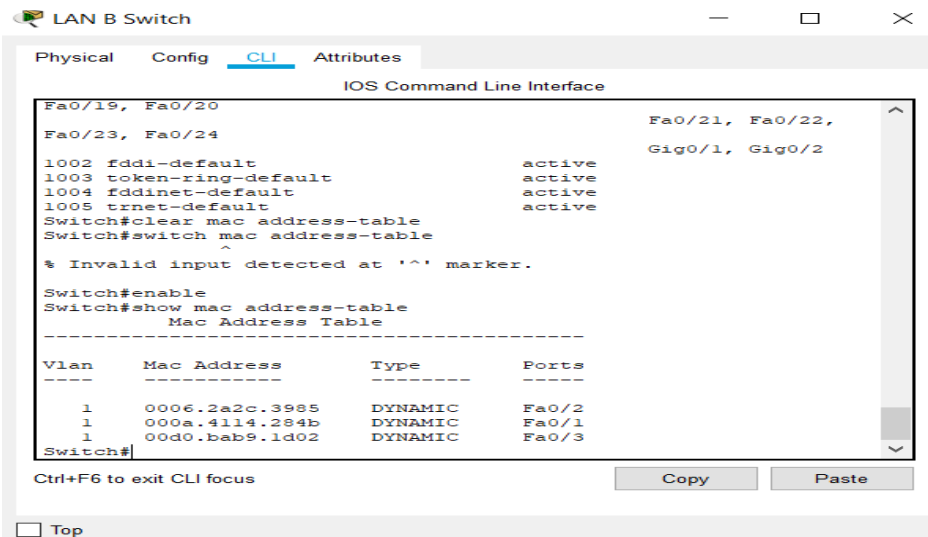 LAN B Switch
Physical Config CLI Attributes
IOS Command Line Interface
Fa0/19, Fa0/20
Fa0/21, Fa0/22,
Fa0/23, Fa0/24
Gig0/1, Gig0/2
1002 fddi-default active
1003 token-ring-default active
1004 fddinet-default active
1005 trnet-default active
Switch#clear mac address-table
Switch#switch mac address-table
^
% Invalid input detected at '^' marker.
Switch#enable
Switch#show mac address-table
Mac Address Table
-------------------------------------------
Vlan Mac Address Type Ports
---- ----------- -------- -----
1 0006.2a2c.3985 DYNAMIC Fa0/2
1 000a.4114.284b DYNAMIC Fa0/1
1 00d0.bab9.1d02 DYNAMIC Fa0/3
Switch#
Ctrl+F6 to exit CLI focus
Copy Paste
Top